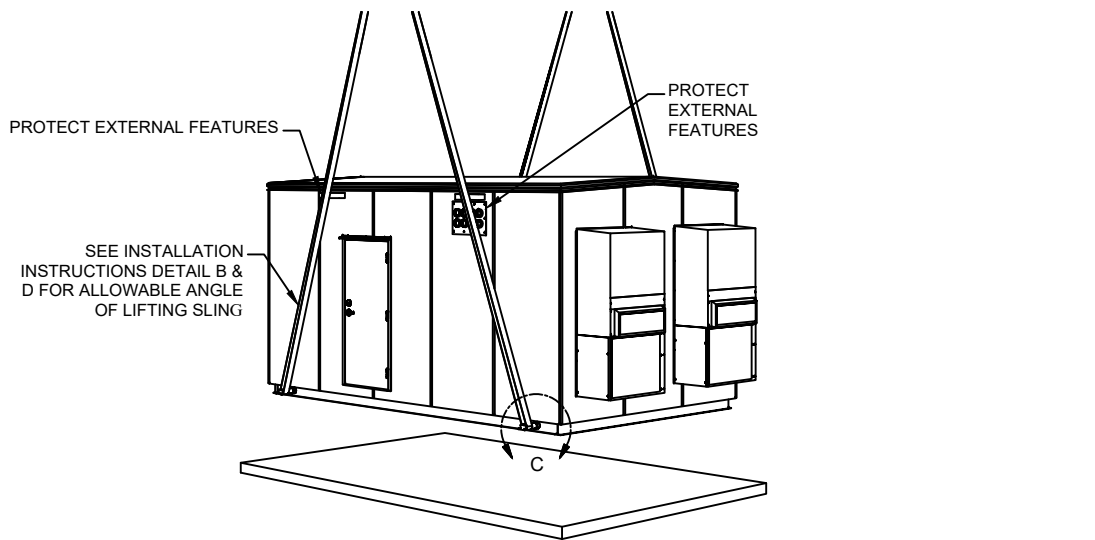 PROTECT
EXTERNAL
FEATURES
PROTECT EXTERNAL FEATURES
SEE INSTALLATION
INSTRUCTIONS DETAIL B &
D FOR ALLOWABLE ANGLE
OF LIFTING SLING
C